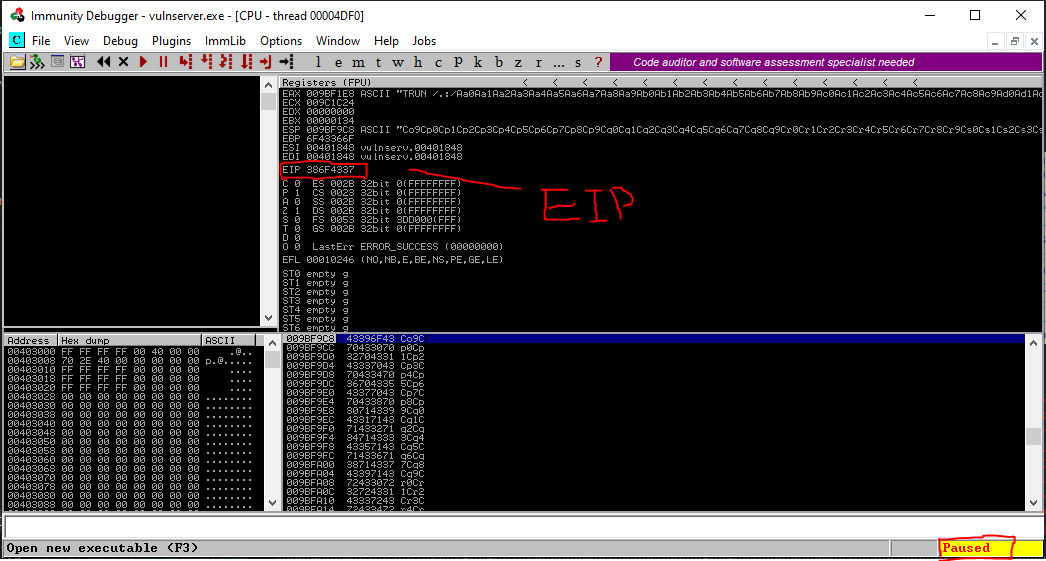 Immunity Debugger - vulnserver.exe - [CPU - thread 00004DF0]
C File View Debug Plugins ImmLib Options Window Help Jobs
l e m t w h c P k b z r ... s ? Code auditor and software assessment specialist needed
Registers (FPU) < < < < < < < < < <
EAX 009BF1E8 ASCII "TRUN /.:/Aa0Aa1Aa2Aa3Aa4Aa5Aa6Aa7Aa8Aa9Ab0Ab1Ab2Ab3Ab4Ab5Ab6Ab7Ab8Ab9Ac0Ac1Ac2Ac3Ac4Ac5Ac6Ac7Ac8Ac9Ad0Ad1Ac
ECX 009C1C24
EDX 00000000
EBX 00000134
ESP 009BF9C8 ASCII "Co9Cp0Cp1Cp2Cp3Cp4Cp5Cp6Cp7Cp8Cp9Cq0Cq1Cq2Cq3Cq4Cq5Cq6Cq7Cq8Cq9Cr0Cr1Cr2Cr3Cr4Cr5Cr6Cr7Cr8Cr9Cs0Cs1Cs2Cs3Cs
EBP 6F43366F
ESI 00401848 vulnserv.00401848
EDI 00401848 vulnserv.00401848
EIP 386F4337
EIP
C 0 ES 002B 32bit 0(FFFFFFFF)
P 1 CS 0023 32bit 0(FFFFFFFF)
A 0 SS 002B 32bit 0(FFFFFFFF)
Z 1 DS 002B 32bit 0(FFFFFFFF)
S 0 FS 0053 32bit 3DD000(FFF)
T 0 GS 002B 32bit 0(FFFFFFFF)
D 0
O 0 LastErr ERROR_SUCCESS (00000000)
EFL 00010246 (NO,NB,E,BE,NS,PE,GE,LE)
ST0 empty g
ST1 empty g
ST2 empty g
ST3 empty g
ST4 empty g
ST5 empty g
ST6 empty g
Address Hex dump ASCII
00403000 FF FF FF FF 00 40 00 00 .@..
00403008 70 2E 40 00 00 00 00 00 p.@.....
00403010 FF FF FF FF 00 00 00 00 ....
00403018 FF FF FF FF 00 00 00 00 ....
00403020 FF FF FF FF 00 00 00 00 ....
00403028 00 00 00 00 00 00 00 00 ........
00403030 00 00 00 00 00 00 00 00 ........
00403038 00 00 00 00 00 00 00 00 ........
00403040 00 00 00 00 00 00 00 00 ........
00403048 00 00 00 00 00 00 00 00 ........
00403050 00 00 00 00 00 00 00 00 ........
00403058 00 00 00 00 00 00 00 00 ........
00403060 00 00 00 00 00 00 00 00 ........
00403068 00 00 00 00 00 00 00 00 ........
00403070 00 00 00 00 00 00 00 00 ........
00403078 00 00 00 00 00 00 00 00 ........
00403080 00 00 00 00 00 00 00 00 ........
00403088 00 00 00 00 00 00 00 00 ........
009BF9C8 43396F43 Co9C
009BF9CC 70433070 p0Cp
009BF9D0 32704331 1Cp2
009BF9D4 43337043 Cp3C
009BF9D8 70433470 p4Cp
009BF9DC 36704335 5Cp6
009BF9E0 43377043 Cp7C
009BF9E4 70433870 p8Cp
009BF9E8 30714339 9Cq0
009BF9EC 43317143 Cq1C
009BF9F0 71433271 q2Cq
009BF9F4 34714333 3Cq4
009BF9F8 43357143 Cq5C
009BF9FC 71433671 q6Cq
009BFA00 38714337 7Cq8
009BFA04 43397143 Cq9C
009BFA08 72433072 r0Cr
009BFA0C 32724331 1Cr2
009BFA10 43337243 Cr3C
009BFA14 72433472 r4Cr
Open new executable (F3)
Paused